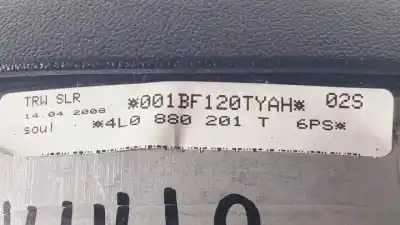 TRW SLR *001BF120TYAH* 02S
14.04 2008
soul *4L0 880 201 T 6PS*